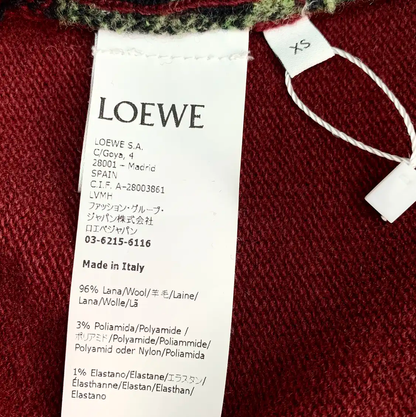 XS
LOEWE
LOEWE S.A.
C/Goya, 4
28001 – Madrid
SPAIN
C.I.F. A-28003861
LVMH
ファッション・グループ・
ジャパン株式会社
ロエベジャパン
03-6215-6116
Made in Italy
96% Lana/Wool/羊毛/Laine/
Lana/Wolle/Lã
3% Poliamida/Polyamide /
ポリアミド/Polyamide/Poliammide/
Polyamid oder Nylon/Poliamida
1% Elastano/Elastane/エラスタン/
Élasthanne/Elastan/Elasthan/
Elastano